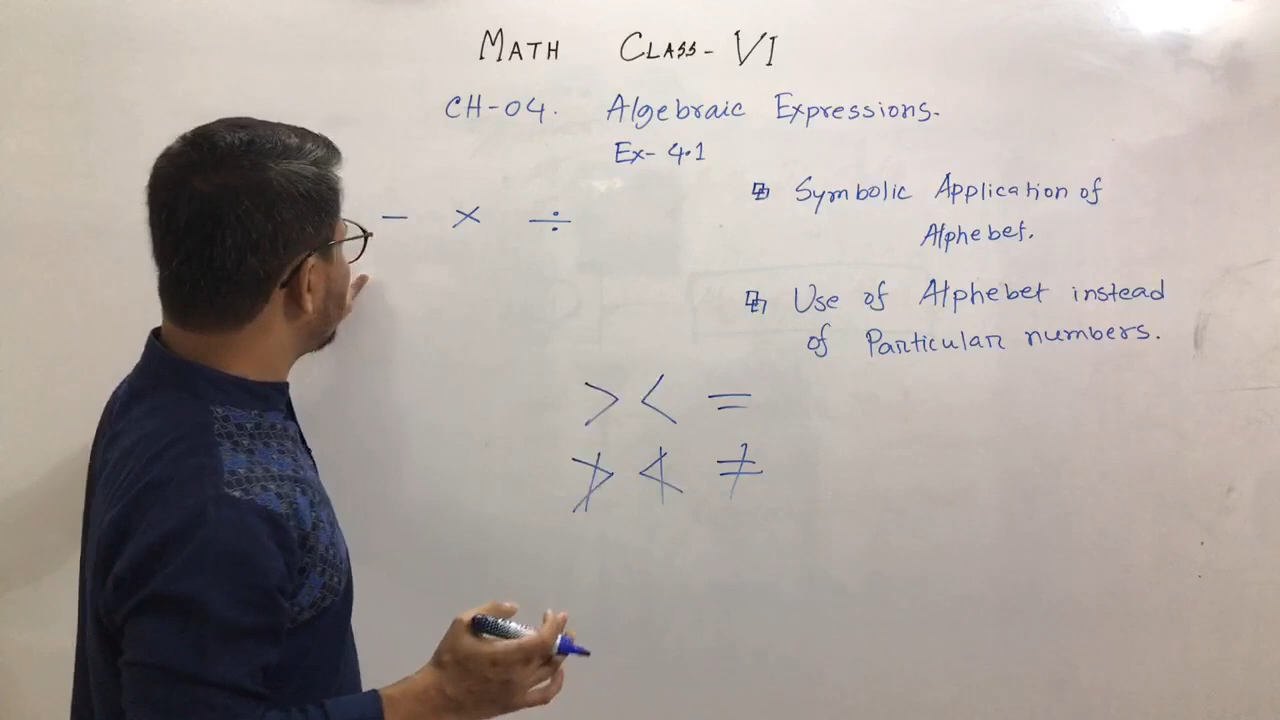 MATH CLASS-VI
CH-04. Algebraic Expressions.
Ex- 4.1
- × ÷
Symbolic Application of
Alphebet.
Use of Alphebet instead
of Particular numbers.
> < =
≯ ≮ ≠